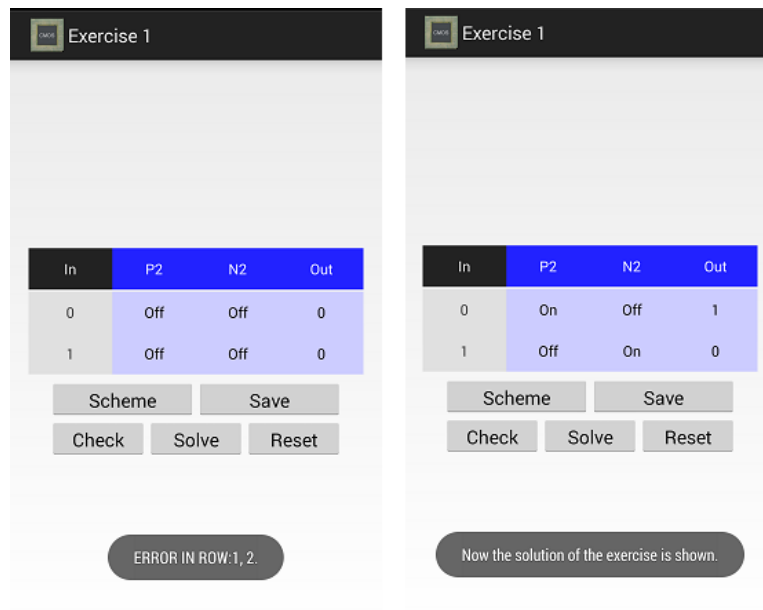 CMOS Exercise 1
In P2 N2 Out
0 Off Off 0
1 Off Off 0
Scheme Save
Check Solve Reset
ERROR IN ROW:1, 2.
CMOS Exercise 1
In P2 N2 Out
0 On Off 1
1 Off On 0
Scheme Save
Check Solve Reset
Now the solution of the exercise is shown.